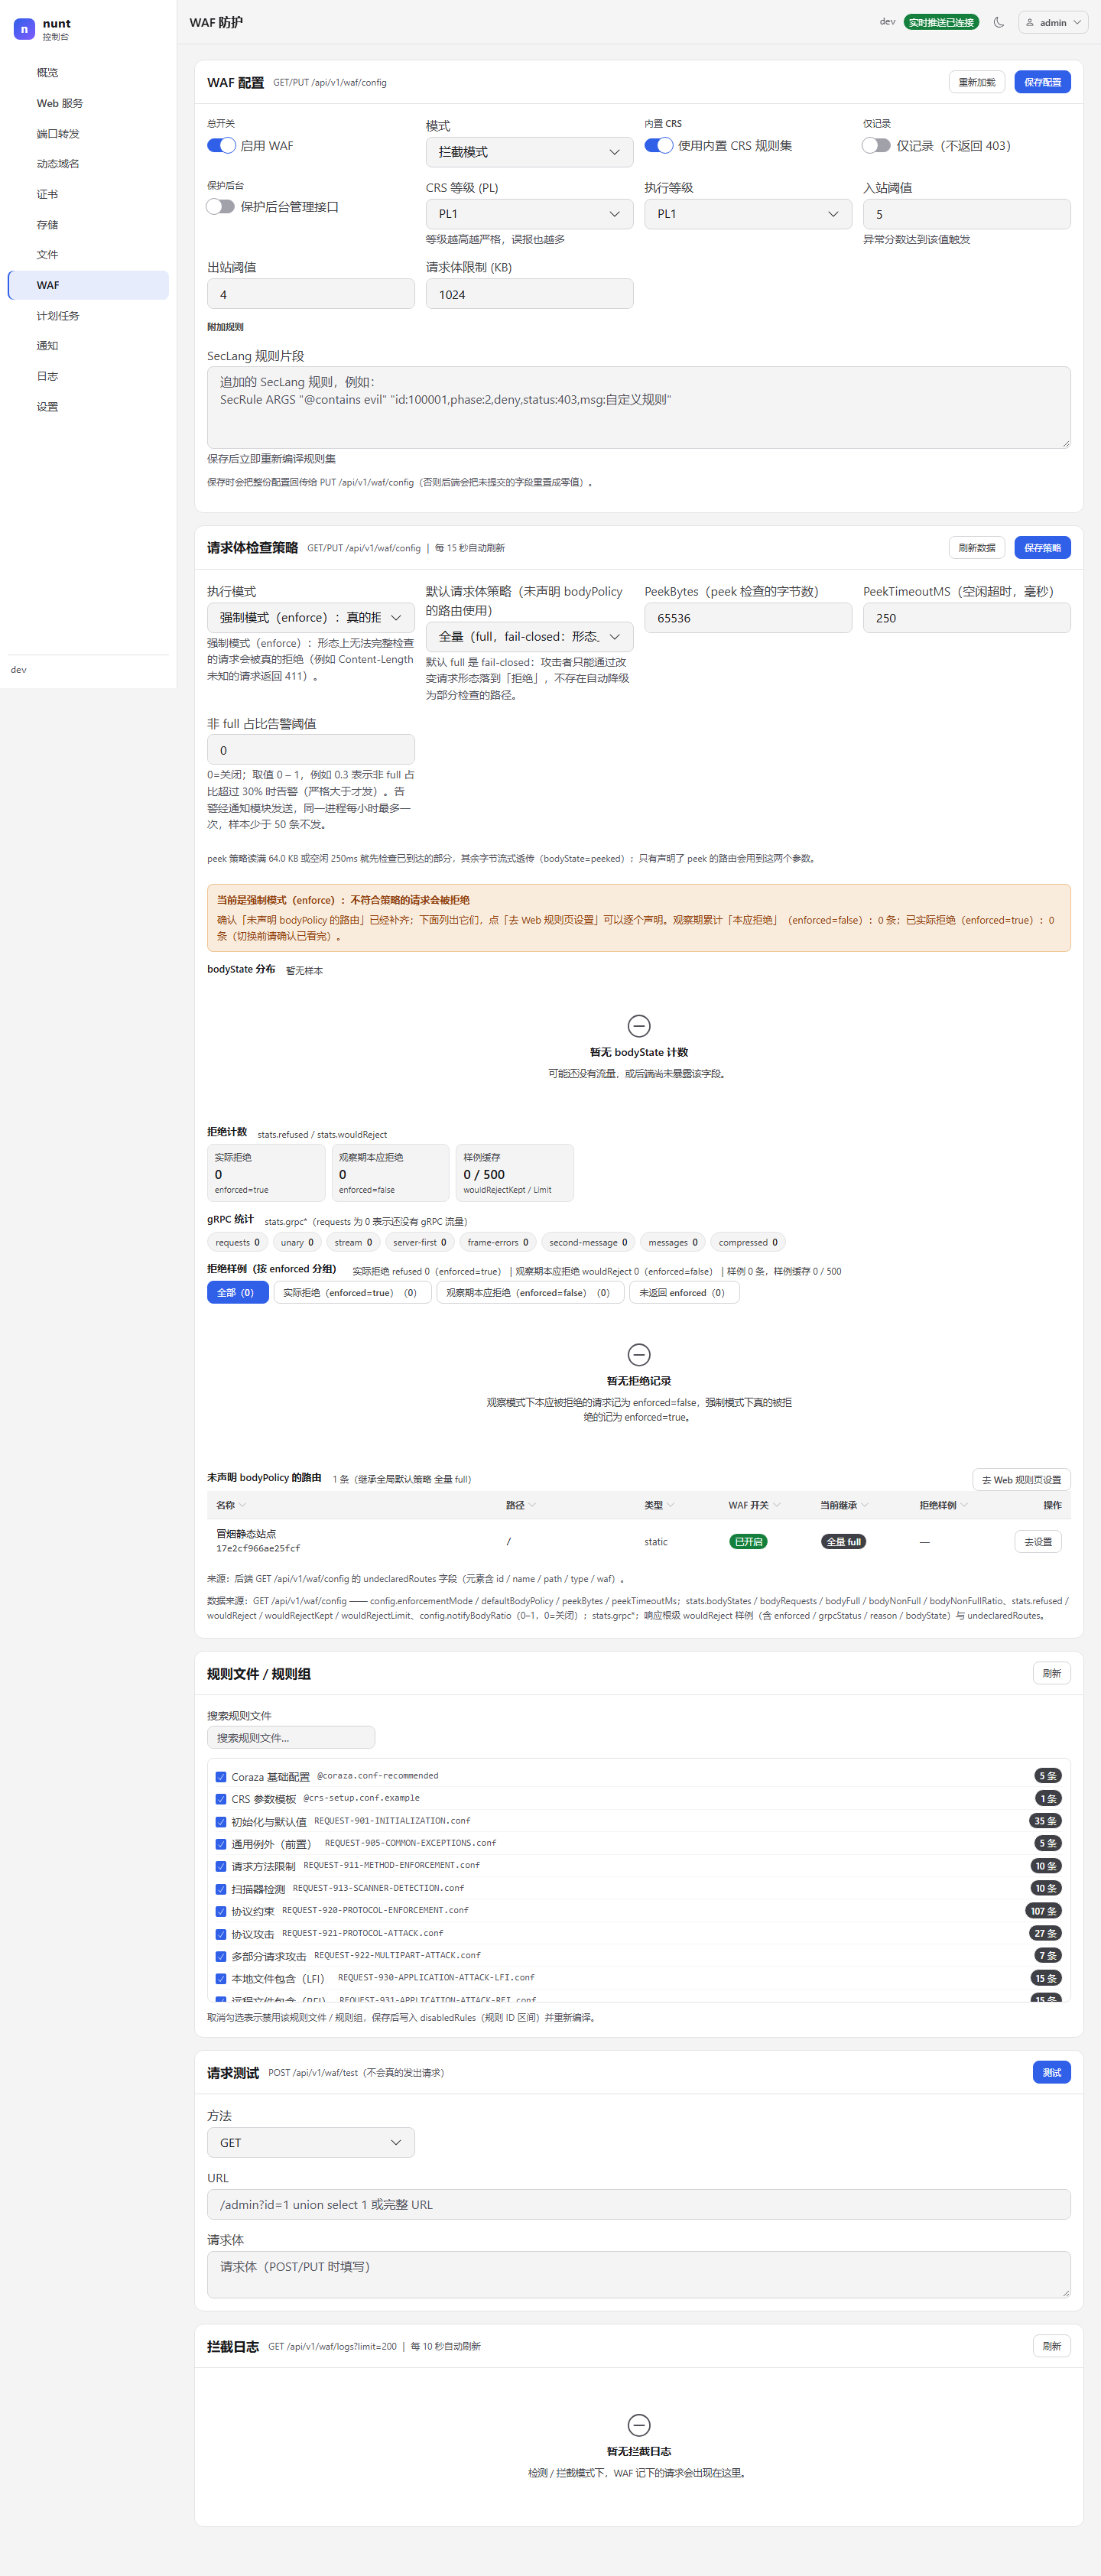 n
nunt
控制台
概览
Web 服务
端口转发
动态域名
证书
存储
文件
WAF
计划任务
通知
日志
设置
dev
WAF 防护
dev
实时推送已连接
admin
WAF 配置 GET/PUT /api/v1/waf/config
重新加载
保存配置
总开关
启用 WAF
模式
拦截模式
内置 CRS
使用内置 CRS 规则集
仅记录
仅记录（不返回 403）
保护后台
保护后台管理接口
CRS 等级 (PL)
PL1
等级越高越严格，误报也越多
执行等级
PL1
入站阈值
5
异常分数达到该值触发
出站阈值
4
请求体限制 (KB)
1024
附加规则
SecLang 规则片段
追加的 SecLang 规则，例如：
SecRule ARGS "@contains evil" "id:100001,phase:2,deny,status:403,msg:自定义规则"
保存后立即重新编译规则集
保存时会把整份配置回传给 PUT /api/v1/waf/config（否则后端会把未提交的字段重置成零值）。
请求体检查策略 GET/PUT /api/v1/waf/config | 每 15 秒自动刷新
刷新数据
保存策略
执行模式
强制模式（enforce）：真的拒
强制模式（enforce）：形态上无法完整检查
的请求会被真的拒绝（例如 Content-Length
未知的请求返回 411）。
默认请求体策略（未声明 bodyPolicy
的路由使用）
全量（full，fail-closed：形态.
默认 full 是 fail-closed：攻击者只能通过改
变请求形态落到「拒绝」，不存在自动降级
为部分检查的路径。
PeekBytes（peek 检查的字节数）
65536
PeekTimeoutMS（空闲超时，毫秒）
250
非 full 占比告警阈值
0
0=关闭；取值 0 – 1，例如 0.3 表示非 full 占
比超过 30% 时告警（严格大于才发）。告
警经通知模块发送，同一进程每小时最多一
次，样本少于 50 条不发。
peek 策略读满 64.0 KB 或空闲 250ms 就先检查已到达的部分，其余字节流式透传（bodyState=peeked）；只有声明了 peek 的路由会用到这两个参数。
当前是强制模式（enforce）：不符合策略的请求会被拒绝
确认「未声明 bodyPolicy 的路由」已经补齐；下面列出它们，点「去 Web 规则页设置」可以逐个声明。观察期累计「本应拒绝」（enforced=false）：0 条；已实际拒绝（enforced=true）：0
条（切换前请确认已看完）。
bodyState 分布 暂无样本
暂无 bodyState 计数
可能还没有流量，或后端尚未暴露该字段。
拒绝计数 stats.refused / stats.wouldReject
实际拒绝
0
enforced=true
观察期本应拒绝
0
enforced=false
样例缓存
0 / 500
wouldRejectKept / Limit
gRPC 统计 stats.grpc*（requests 为 0 表示还没有 gRPC 流量）
requests 0
unary 0
stream 0
server-first 0
frame-errors 0
second-message 0
messages 0
compressed 0
拒绝样例（按 enforced 分组） 实际拒绝 refused 0（enforced=true） | 观察期本应拒绝 wouldReject 0（enforced=false） | 样例 0 条，样例缓存 0 / 500
全部（0）
实际拒绝（enforced=true）（0）
观察期本应拒绝（enforced=false）（0）
未返回 enforced（0）
暂无拒绝记录
观察模式下本应被拒绝的请求记为 enforced=false，强制模式下真的被拒
绝的记为 enforced=true。
未声明 bodyPolicy 的路由 1 条（继承全局默认策略 全量 full）
去 Web 规则页设置
名称 路径 类型 WAF 开关 当前继承 拒绝样例 操作
冒烟静态站点
17e2cf966ae25fcf
/
static
已开启
全量 full
—
去设置
来源：后端 GET /api/v1/waf/config 的 undeclaredRoutes 字段（元素含 id / name / path / type / waf）。
数据来源：GET /api/v1/waf/config —— config.enforcementMode / defaultBodyPolicy / peekBytes / peekTimeoutMs；stats.bodyStates / bodyRequests / bodyFull / bodyNonFull / bodyNonFullRatio、stats.refused /
wouldReject / wouldRejectKept / wouldRejectLimit、config.notifyBodyRatio（0–1，0=关闭）；stats.grpc*；响应根级 wouldReject 样例（含 enforced / grpcStatus / reason / bodyState）与 undeclaredRoutes。
规则文件 / 规则组
刷新
搜索规则文件
搜索规则文件...
Coraza 基础配置 @coraza.conf-recommended 5 条
CRS 参数模板 @crs-setup.conf.example 1 条
初始化与默认值 REQUEST-901-INITIALIZATION.conf 35 条
通用例外（前置） REQUEST-905-COMMON-EXCEPTIONS.conf 5 条
请求方法限制 REQUEST-911-METHOD-ENFORCEMENT.conf 10 条
扫描器检测 REQUEST-913-SCANNER-DETECTION.conf 10 条
协议约束 REQUEST-920-PROTOCOL-ENFORCEMENT.conf 107 条
协议攻击 REQUEST-921-PROTOCOL-ATTACK.conf 27 条
多部分请求攻击 REQUEST-922-MULTIPART-ATTACK.conf 7 条
本地文件包含（LFI） REQUEST-930-APPLICATION-ATTACK-LFI.conf 15 条
远程文件包含（RFI） REQUEST-931-APPLICATION-ATTACK-RFI.conf 15 条
取消勾选表示禁用该规则文件 / 规则组，保存后写入 disabledRules（规则 ID 区间）并重新编译。
请求测试 POST /api/v1/waf/test（不会真的发出请求）
测试
方法
GET
URL
/admin?id=1 union select 1 或完整 URL
请求体
请求体（POST/PUT 时填写）
拦截日志 GET /api/v1/waf/logs?limit=200 | 每 10 秒自动刷新
刷新
暂无拦截日志
检测 / 拦截模式下，WAF 记下的请求会出现在这里。